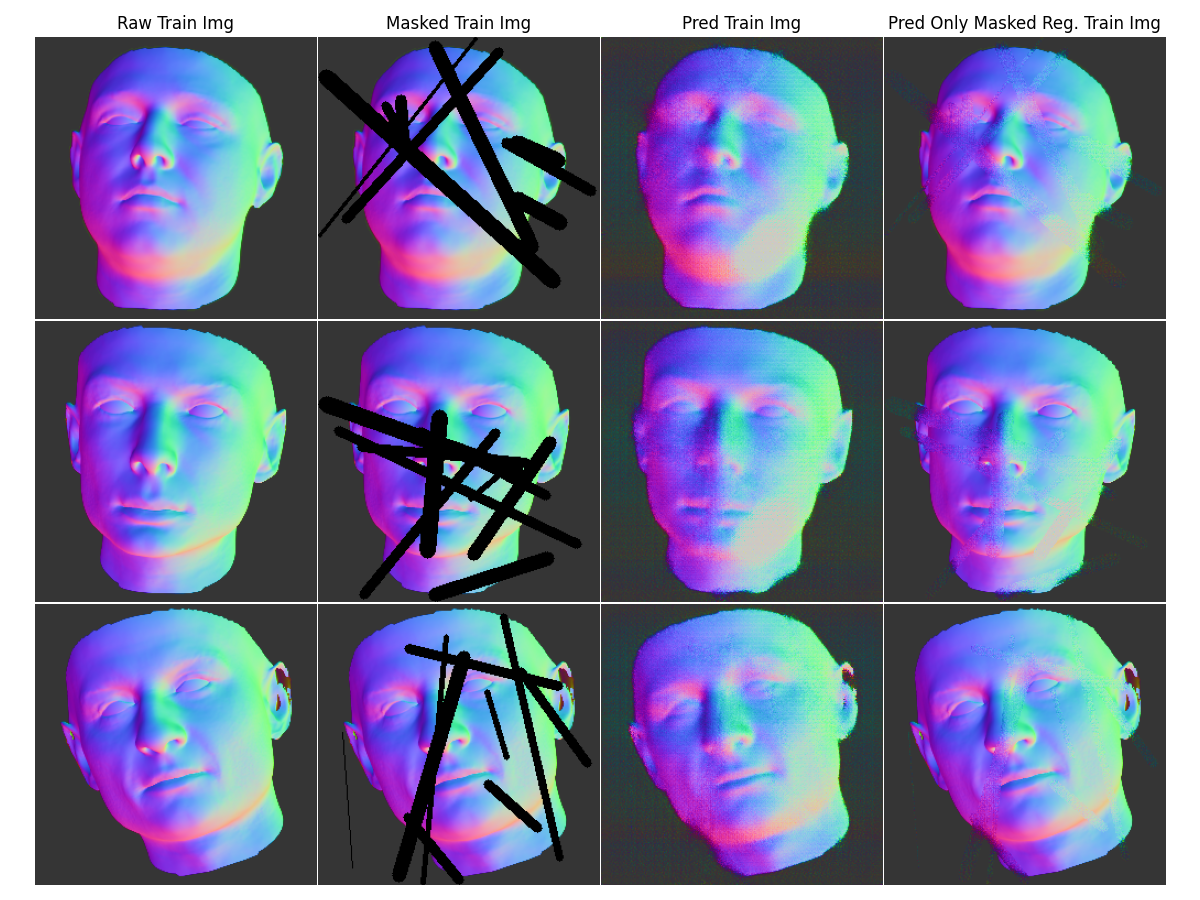 Raw Train Img
Masked Train Img
Pred Train Img
Pred Only Masked Reg. Train Img